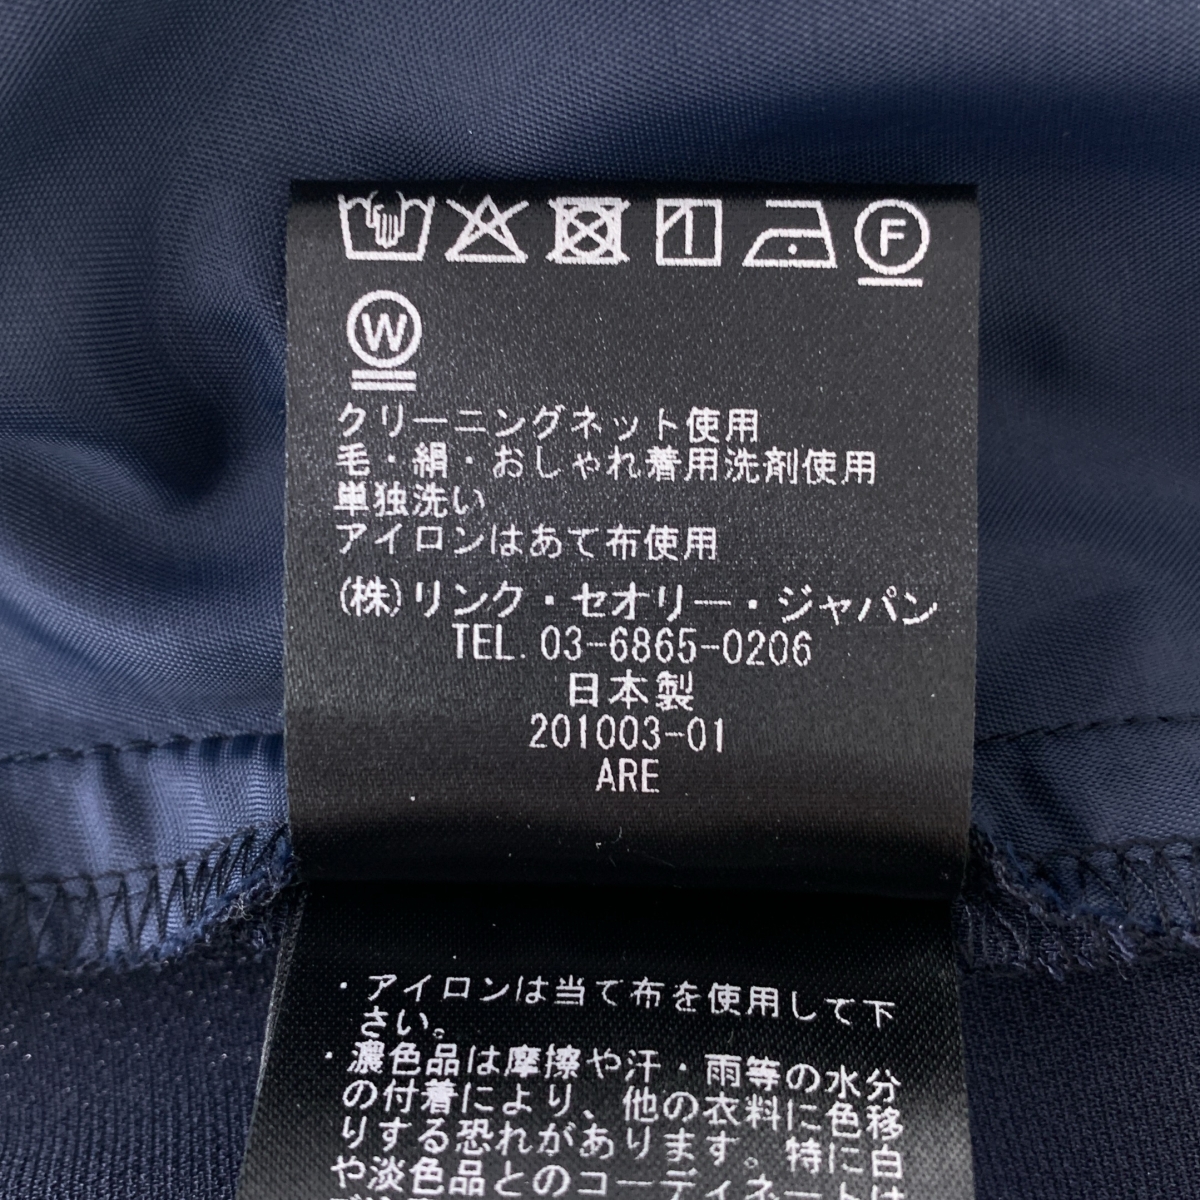 F
W
クリーニングネット使用
毛・絹・おしゃれ着用洗剤使用
単独洗い
アイロンはあて布使用
(株)リンク・セオリー・ジャパン
TEL. 03-6865-0206
日本製
201003-01
ARE
・アイロンは当て布を使用して下
さい。
・濃色品は摩擦や汗・雨等の水分
の付着により、他の衣料に色移
りする恐れがあります。特に白
や淡色品とのコーディネートは